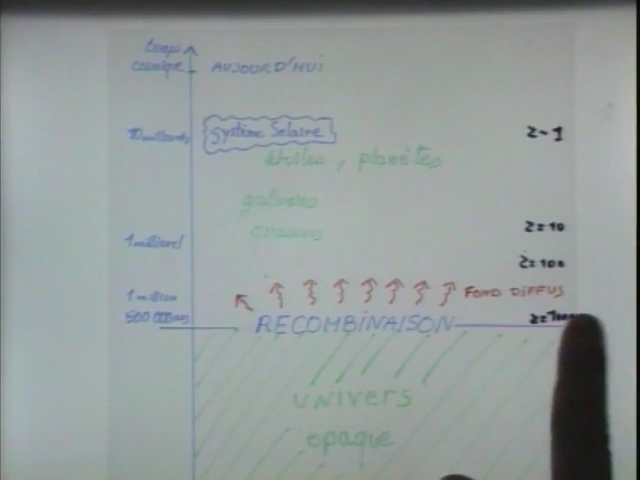 temps
cosmique
AUJOURD'HUI
10 milliards
Système Solaire
z~1
étoiles, planètes
galaxies
z=10
quasars
1 milliard
z=100
1 million
FOND DIFFUS
500 000 ans
RECOMBINAISON
UNIVERS
opaque